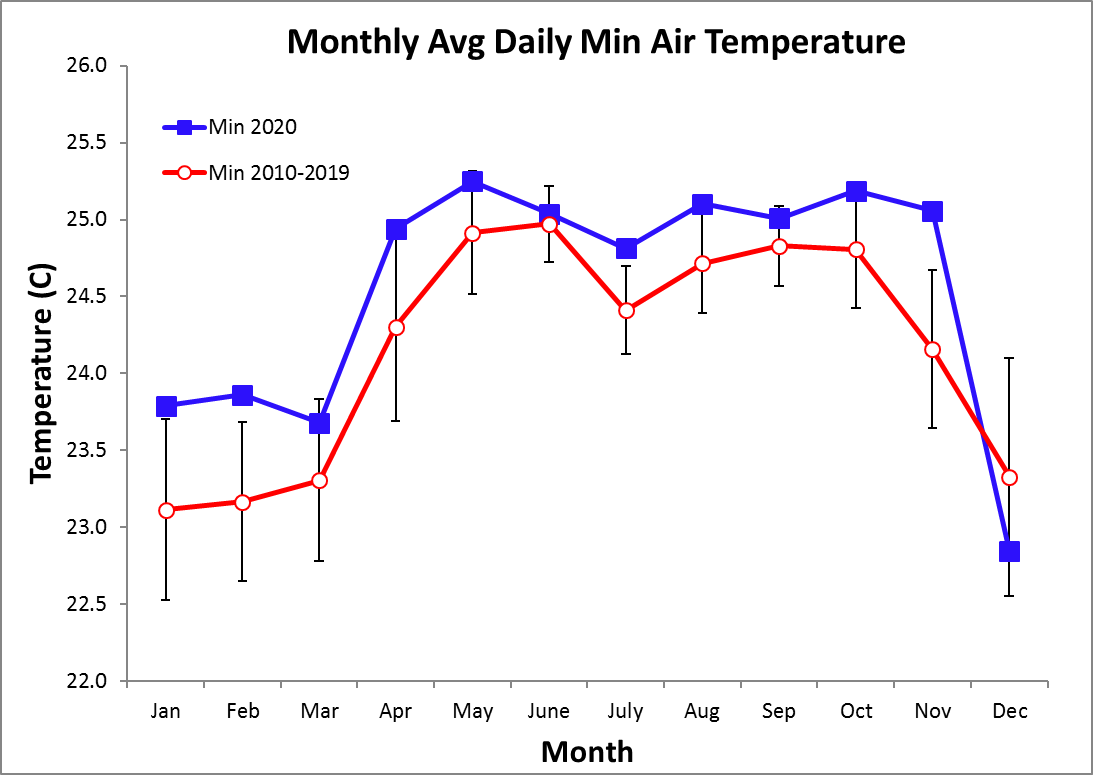 Monthly Avg Daily Min Air Temperature
26.0
25.5
25.0
24.5
24.0
23.5
23.0
22.5
22.0
Min 2020
Min 2010-2019
Temperature (C)
Jan Feb Mar Apr May June July Aug Sep Oct Nov Dec
Month